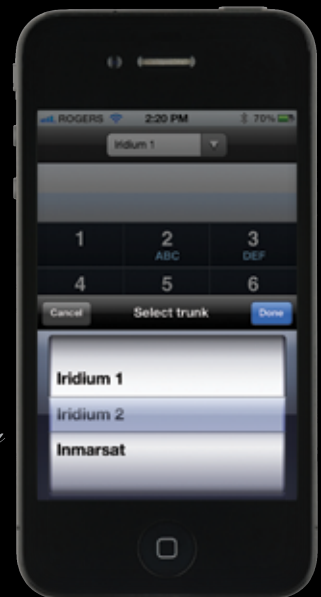 ROGERS 2:20 PM 70%
Iridium 1
1 2 3
ABC DEF
4 5 6
Cancel Select trunk Done
Iridium 1
Iridium 2
Inmarsat